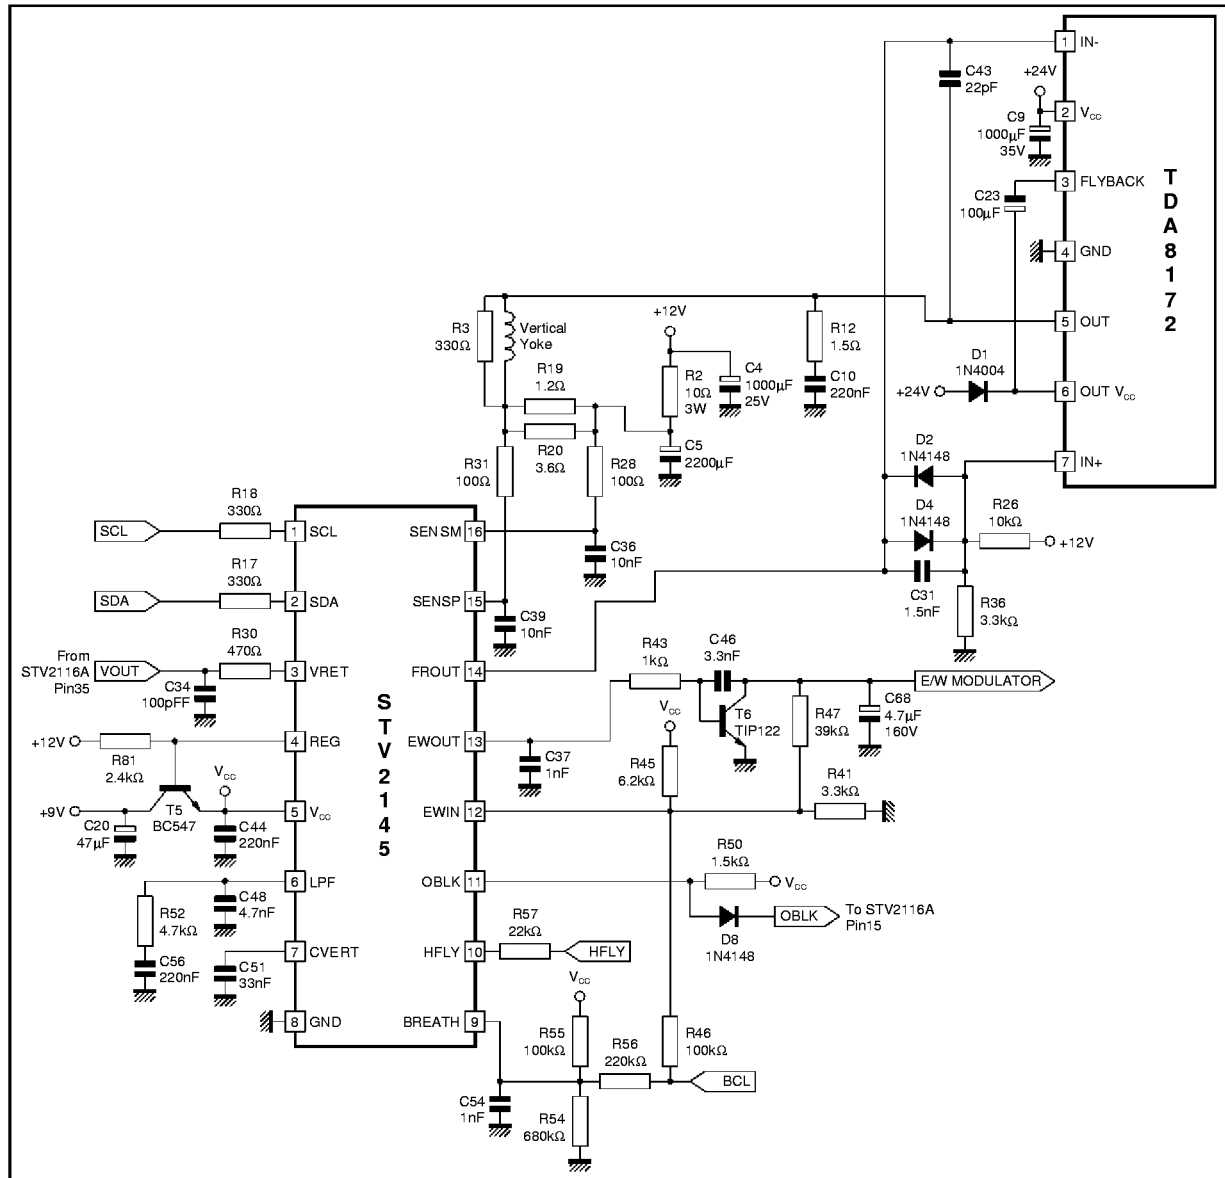 1 IN-
C43
22pF
+24V
2 VCC
C9
1000µF
35V
3 FLYBACK
C23
100µF
4 GND
TDA8172
5 OUT
D1
1N4004
+24V
6 OUT VCC
7 IN+
R3
330Ω
Vertical
Yoke
+12V
R12
1.5Ω
C10
220nF
R19
1.2Ω
R2
10Ω
3W
C4
1000µF
25V
R20
3.6Ω
C5
2200µF
R31
100Ω
R28
100Ω
D2
1N4148
D4
1N4148
R26
10kΩ
+12V
C31
1.5nF
R36
3.3kΩ
SCL
R18
330Ω
1 SCL
SENSM 16
C36
10nF
SDA
R17
330Ω
2 SDA
SENSP 15
C39
10nF
From
STV2116A
Pin35
VOUT
R30
470Ω
3 VRET
C34
100pFF
FROUT 14
STV2145
R43
1kΩ
C46
3.3nF
E/W MODULATOR
T6
TIP122
R47
39kΩ
C68
4.7µF
160V
+12V
R81
2.4kΩ
4 REG
EWOUT 13
C37
1nF
VCC
R45
6.2kΩ
R41
3.3kΩ
+9V
T5
BC547
VCC
5 VCC
EWIN 12
C20
47µF
C44
220nF
6 LPF
OBLK 11
R50
1.5kΩ
VCC
D8
1N4148
OBLK
To STV2116A
Pin15
R52
4.7kΩ
C48
4.7nF
C56
220nF
7 CVERT
C51
33nF
HFLY 10
R57
22kΩ
HFLY
8 GND
BREATH 9
VCC
R55
100kΩ
R56
220kΩ
R46
100kΩ
BCL
C54
1nF
R54
680kΩ